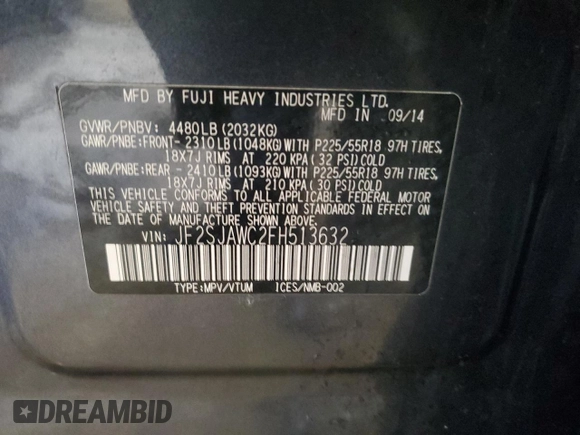 MFD BY FUJI HEAVY INDUSTRIES LTD.
MFD IN 09/14
GVWR/PNBV: 4480LB (2032KG)
GAWR/PNBE:FRONT- 2310LB (1048KG) WITH P225/55R18 97H TIRES,
18X7J RIMS AT 220 KPA (32 PSI) COLD
GAWR/PNBE:REAR - 2410LB (1093KG) WITH P225/55R18 97H TIRES,
18X7J RIMS AT 210 KPA (30 PSI) COLD
THIS VEHICLE CONFORMS TO ALL APPLICABLE FEDERAL MOTOR
VEHICLE SAFETY AND THEFT PREVENTION STANDARDS IN EFFECT
ON THE DATE OF MANUFACTURE SHOWN ABOVE.
VIN: JF2SJAWC2FH513632
TYPE:MPV/VTUM ICES/NMB-002
DREAMBID